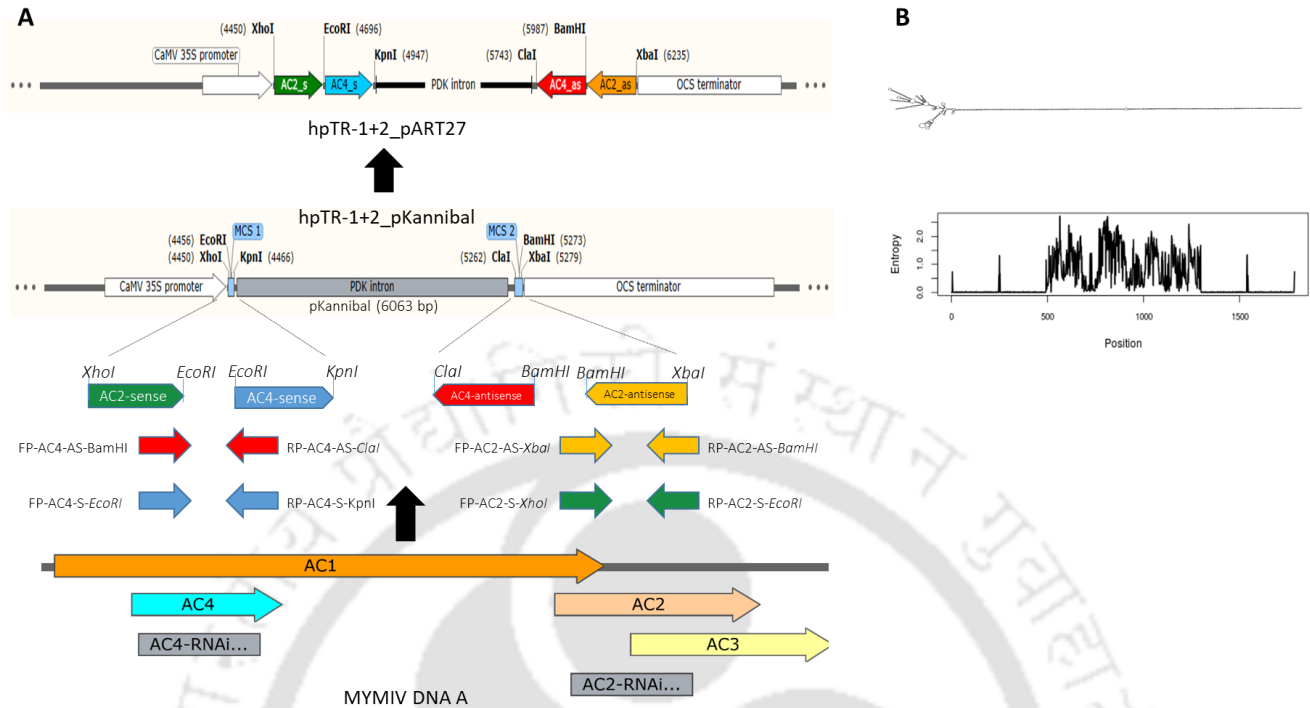 A
B
(4450) XhoI
EcoRI (4696)
(5987) BamHI
CaMV 35S promoter
KpnI (4947)
(5743) ClaI
XbaI (6235)
AC2_s
AC4_s
PDK intron
AC4_as
AC2_as
OCS terminator
hpTR-1+2_pART27
hpTR-1+2_pKannibal
(4456) EcoRI
MCS 1
MCS 2
BamHI (5273)
(4450) XhoI
KpnI (4466)
(5262) ClaI
XbaI (5279)
CaMV 35S promoter
PDK intron
OCS terminator
pKannibal (6063 bp)
XhoI
EcoRI
EcoRI
KpnI
ClaI
BamHI
BamHI
XbaI
AC2-sense
AC4-sense
AC4-antisense
AC2-antisense
FP-AC4-AS-BamHI
RP-AC4-AS-ClaI
FP-AC2-AS-XbaI
RP-AC2-AS-BamHI
FP-AC4-S-EcoRI
RP-AC4-S-KpnI
FP-AC2-S-XhoI
RP-AC2-S-EcoRI
AC1
AC4
AC2
AC4-RNAi...
AC3
AC2-RNAi...
MYMIV DNA A
Entropy
2.0
1.0
0.0
0
500
1000
1500
Position